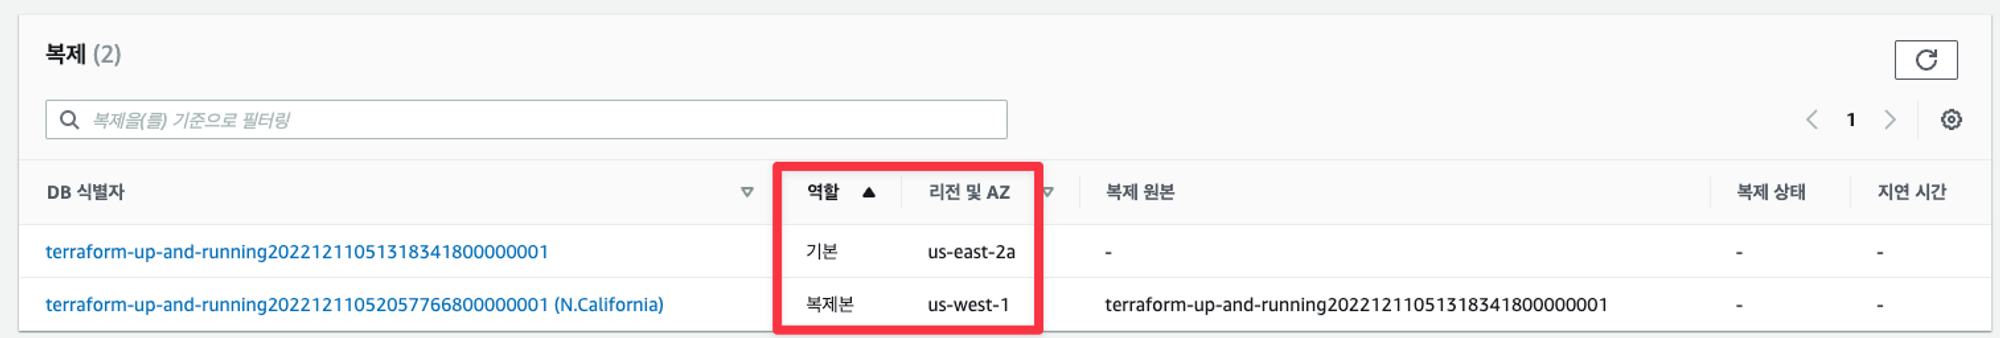 복제 (2)
복제을(를) 기준으로 필터링
1
DB 식별자 역할 리전 및 AZ 복제 원본 복제 상태 지연 시간
terraform-up-and-running20221211051318341800000001 기본 us-east-2a - - -
terraform-up-and-running20221211052057766800000001 (N.California) 복제본 us-west-1 terraform-up-and-running20221211051318341800000001 - -